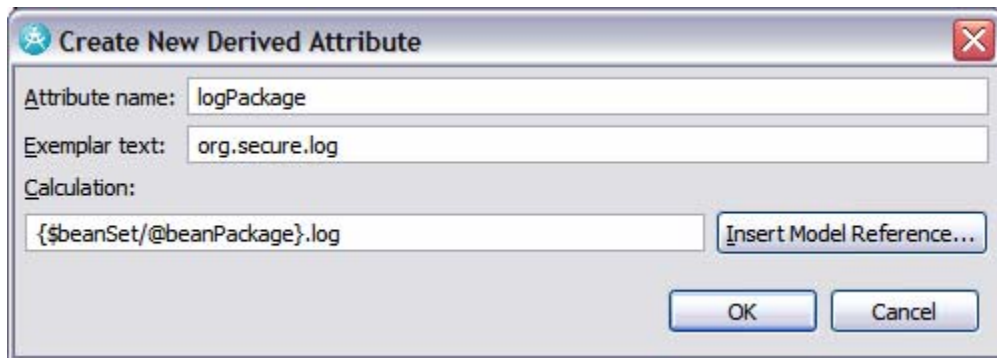 Create New Derived Attribute
Attribute name: logPackage
Exemplar text: org.secure.log
Calculation:
{$beanSet/@beanPackage}.log Insert Model Reference...
OK Cancel